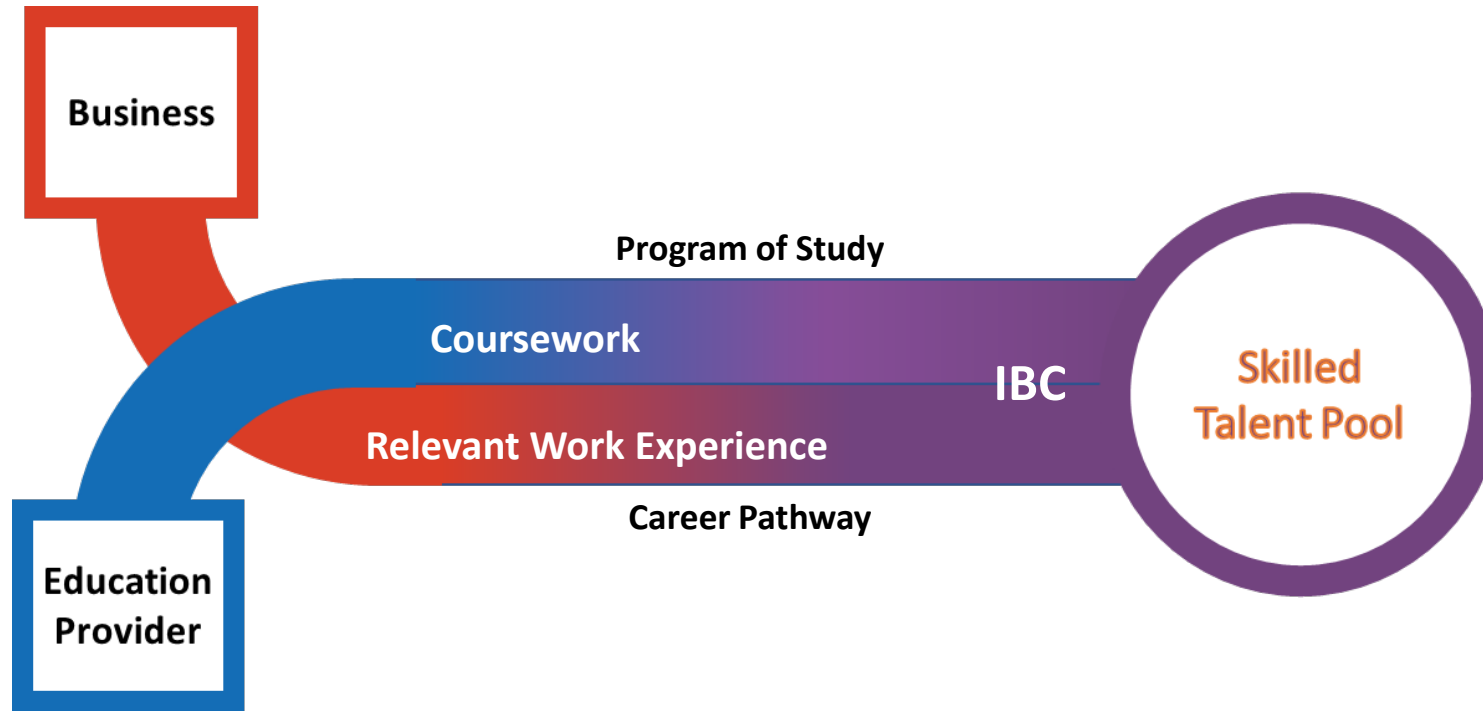 Business
Program of Study
Coursework
IBC
Skilled
Talent Pool
Relevant Work Experience
Career Pathway
Education
Provider